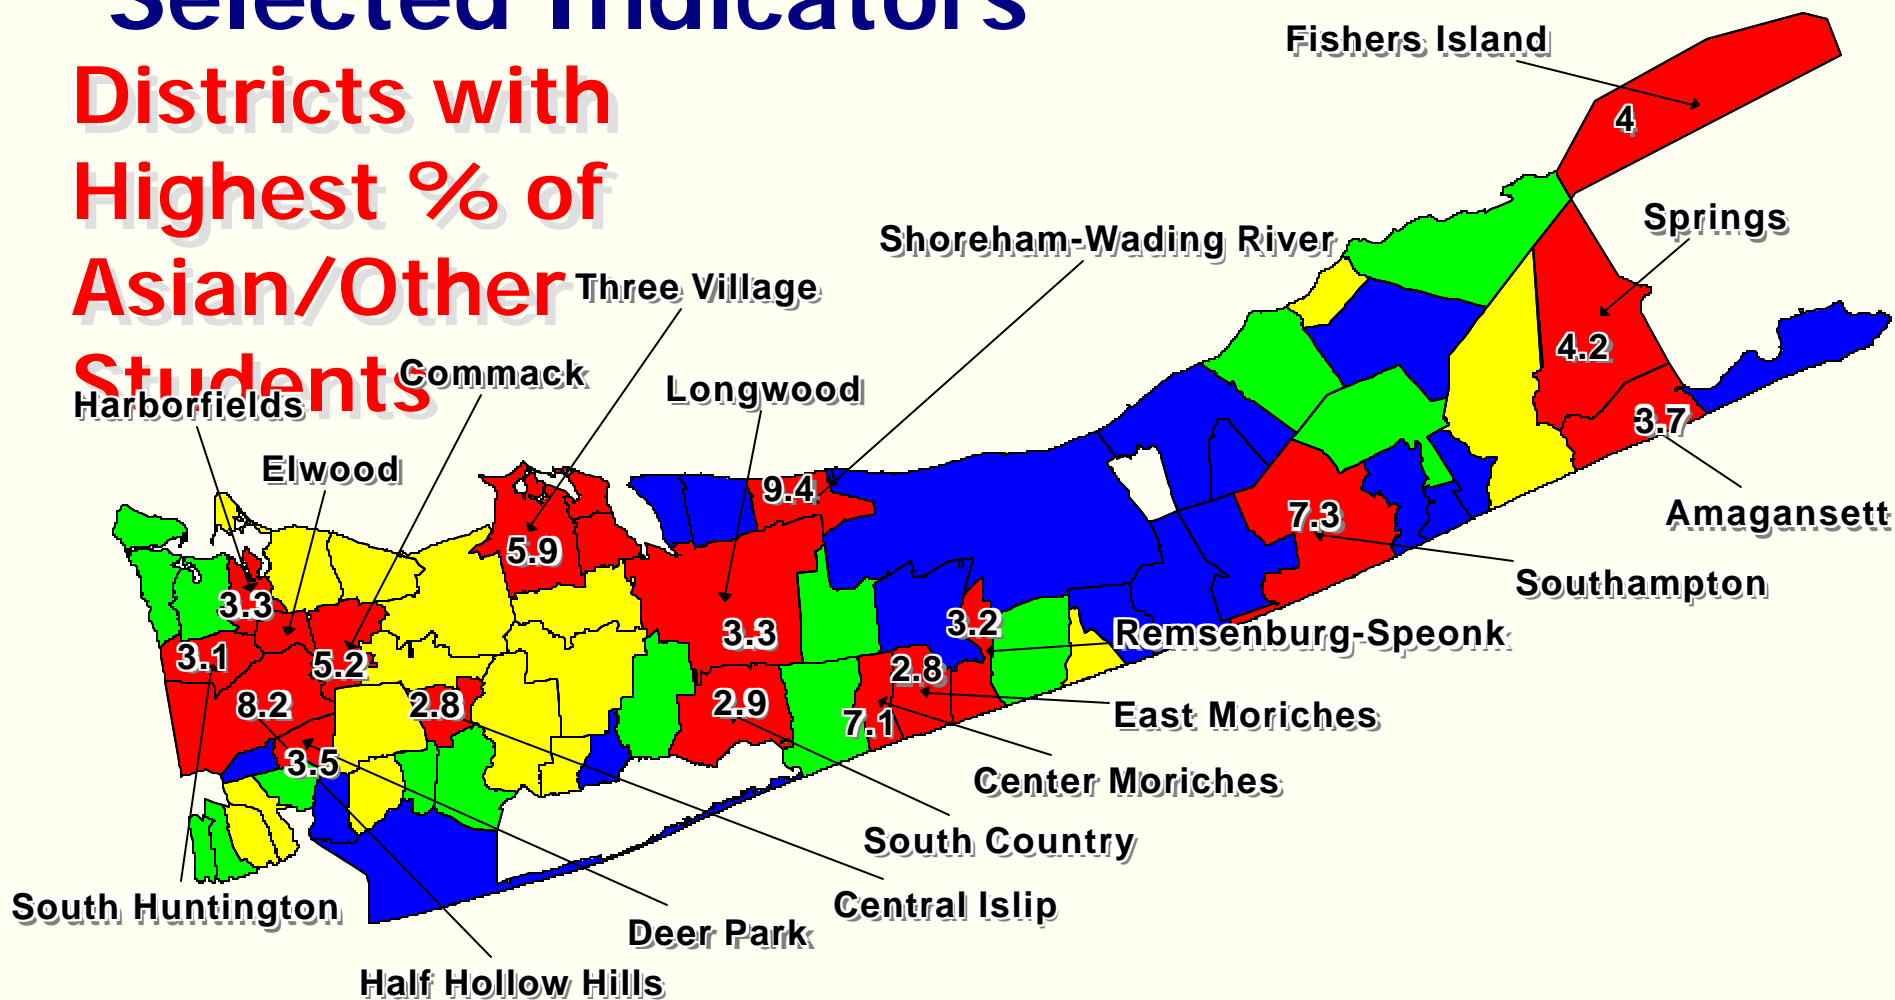 Selected Indicators
Districts with
Highest % of
Asian/Other
Students
Fishers Island
4
Springs
Shoreham-Wading River
Three Village
4.2
Commack
Longwood
Harborfields
3.7
Elwood
9.4
7.3
Amagansett
5.9
Southampton
3.3
3.3
3.2
Remsenburg-Speonk
3.1
5.2
2.8
8.2
2.8
2.9
7.1
East Moriches
3.5
Center Moriches
South Country
South Huntington
Central Islip
Deer Park
Half Hollow Hills